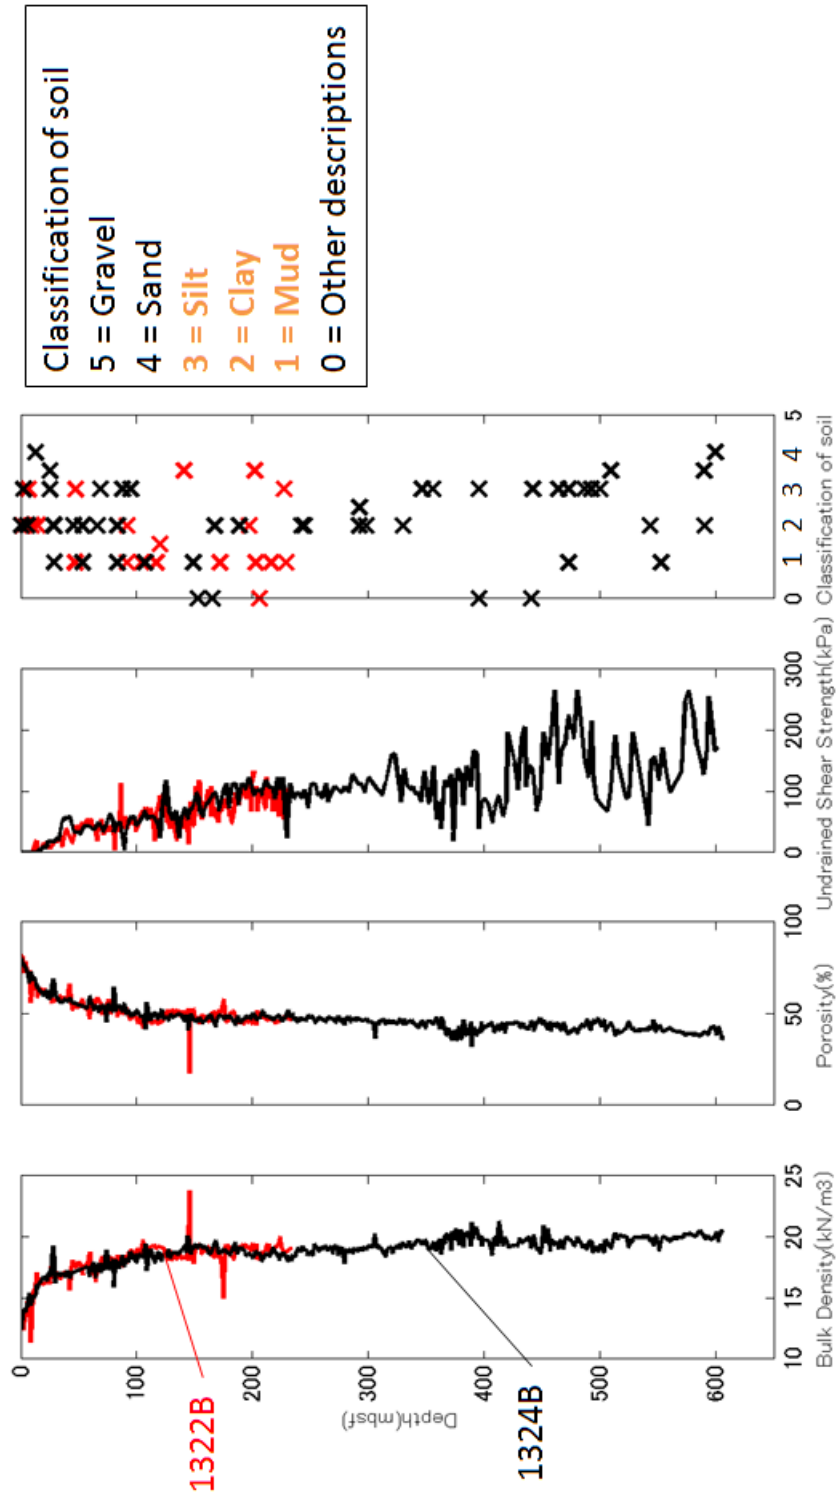 1322B
1324B
Depth(mbsf)
0
100
200
300
400
500
600
10 15 20 25
Bulk Density(kN/m3)
0 50 100
Porosity(%)
0 100 200 300
Undrained Shear Strength(kPa)
0 1 2 3 4 5
Classification of soil
Classification of soil
5 = Gravel
4 = Sand
3 = Silt
2 = Clay
1 = Mud
0 = Other descriptions